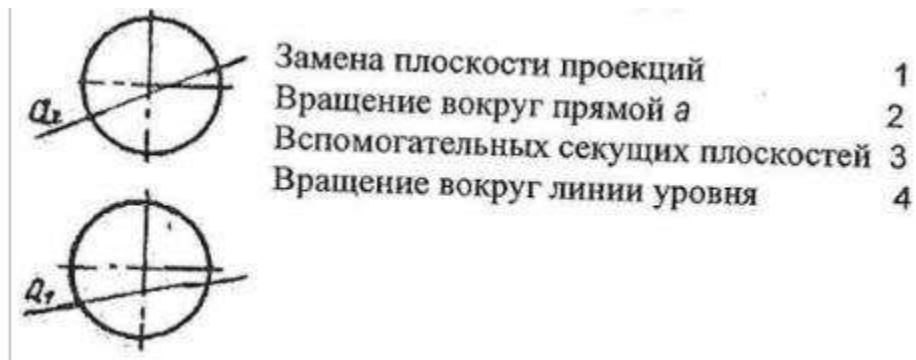 a₂
Замена плоскости проекций 1
Вращение вокруг прямой а 2
Вспомогательных секущих плоскостей 3
Вращение вокруг линии уровня 4
a₁